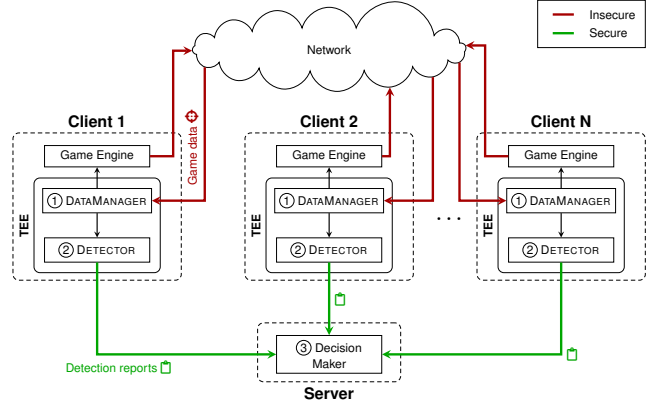 Insecure
Secure
Network
Client 1
Client 2
Client N
Game data
Game Engine
Game Engine
Game Engine
TEE
① DATAMANAGER
② DETECTOR
TEE
① DATAMANAGER
② DETECTOR
...
TEE
① DATAMANAGER
② DETECTOR
③ Decision
Maker
Detection reports
Server